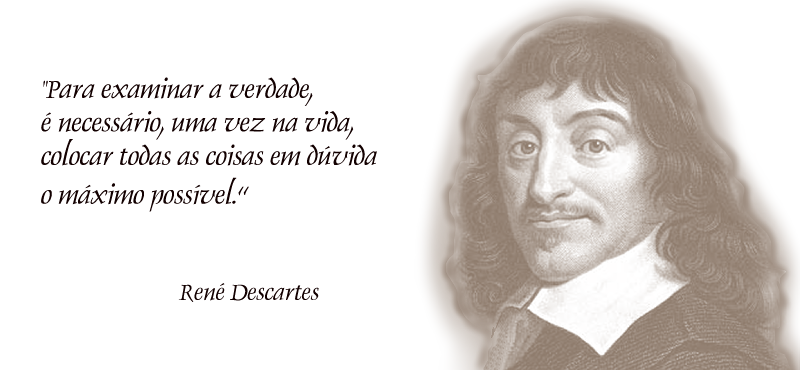 "Para examinar a verdade,
é necessário, uma vez na vida,
colocar todas as coisas em dúvida
o máximo possível.“
René Descartes